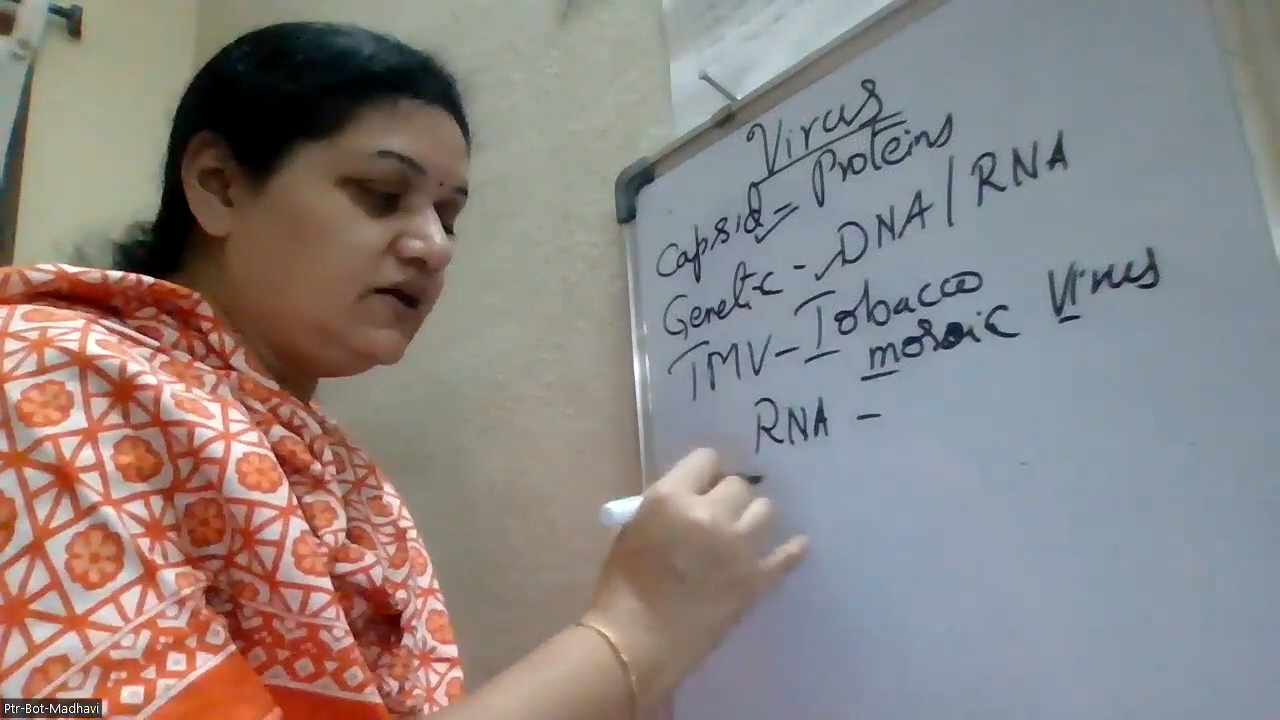 Virus
Capsid = Proteins
Genetic - DNA / RNA
TMV - Tobacco
mosaic Virus
RNA -
Ptr-Bot-Madhavi